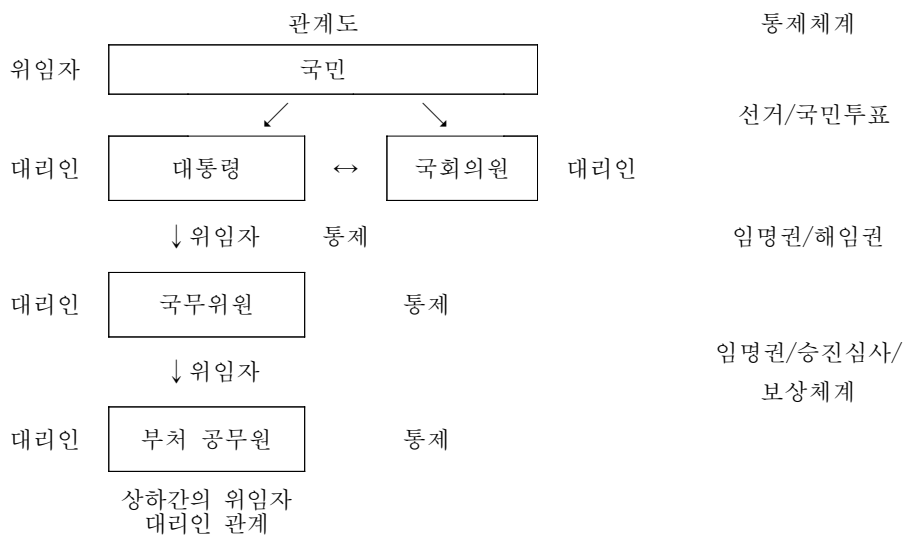 관계도 통제체계
위임자 국민
선거/국민투표
대리인 대통령 ↔ 국회의원 대리인
↓위임자 통제 임명권/해임권
대리인 국무위원 통제
임명권/승진심사/
↓위임자
보상체계
대리인 부처 공무원 통제
상하간의 위임자
대리인 관계